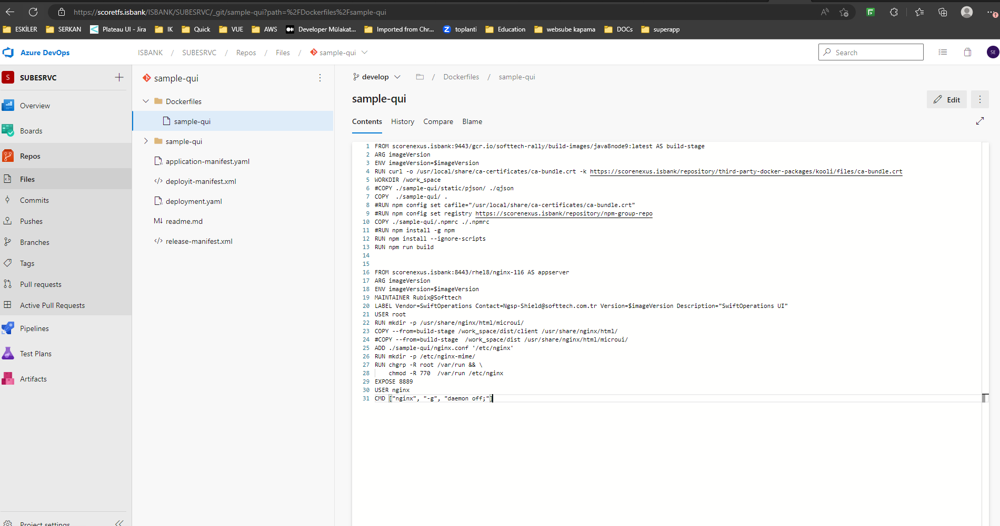 https://scoretfs.isbank/ISBANK/SUBESRVC/_git/sample-qui?path=%2FDockerfiles%2Fsample-qui
ESKİLER SERKAN Plateau UI - Jira IK Quick VUE AWS Developer Mülakat... Imported from Chr... toplantı Education websube kapama DOCs superapp
Azure DevOps
ISBANK / SUBESRVC / Repos / Files / sample-qui
Search
SE
S SUBESRVC
Overview
Boards
Repos
Files
Commits
Pushes
Branches
Tags
Pull requests
Active Pull Requests
Pipelines
Test Plans
Artifacts
Project settings
sample-qui
Dockerfiles
sample-qui
sample-qui
application-manifest.yaml
deployit-manifest.xml
deployment.yaml
readme.md
release-manifest.xml
develop / Dockerfiles / sample-qui
sample-qui
Edit
Contents History Compare Blame
1 FROM scorenexus.isbank:9443/gcr.io/softtech-rally/build-images/java8node9:latest AS build-stage
2 ARG imageVersion
3 ENV imageVersion=$imageVersion
4 RUN curl -o /usr/local/share/ca-certificates/ca-bundle.crt -k https://scorenexus.isbank/repository/third-party-docker-packages/kooli/files/ca-bundle.crt
5 WORKDIR /work_space
6 #COPY ./sample-qui/static/pjson/ ./qjson
7 COPY  ./sample-qui/ .
8 #RUN npm config set cafile="/usr/local/share/ca-certificates/ca-bundle.crt"
9 #RUN npm config set registry https://scorenexus.isbank/repository/npm-group-repo
10 COPY ./sample-qui/.npmrc ./.npmrc
11 #RUN npm install -g npm
12 RUN npm install --ignore-scripts
13 RUN npm run build
14
15
16 FROM scorenexus.isbank:8443/rhel8/nginx-116 AS appserver
17 ARG imageVersion
18 ENV imageVersion=$imageVersion
19 MAINTAINER Rubix@Softtech
20 LABEL Vendor=SwiftOperations Contact=Ngsp-Shield@softtech.com.tr Version=$imageVersion Description="SwiftOperations UI"
21 USER root
22 RUN mkdir -p /usr/share/nginx/html/microui/
23 COPY --from=build-stage /work_space/dist/client /usr/share/nginx/html/
24 #COPY --from=build-stage  /work_space/dist /usr/share/nginx/html/microui/
25 ADD ./sample-qui/nginx.conf '/etc/nginx'
26 RUN mkdir -p /etc/nginx-mime/
27 RUN chgrp -R root /var/run && \
28     chmod -R 770  /var/run /etc/nginx
29 EXPOSE 8889
30 USER nginx
31 CMD ["nginx", "-g", "daemon off;"]